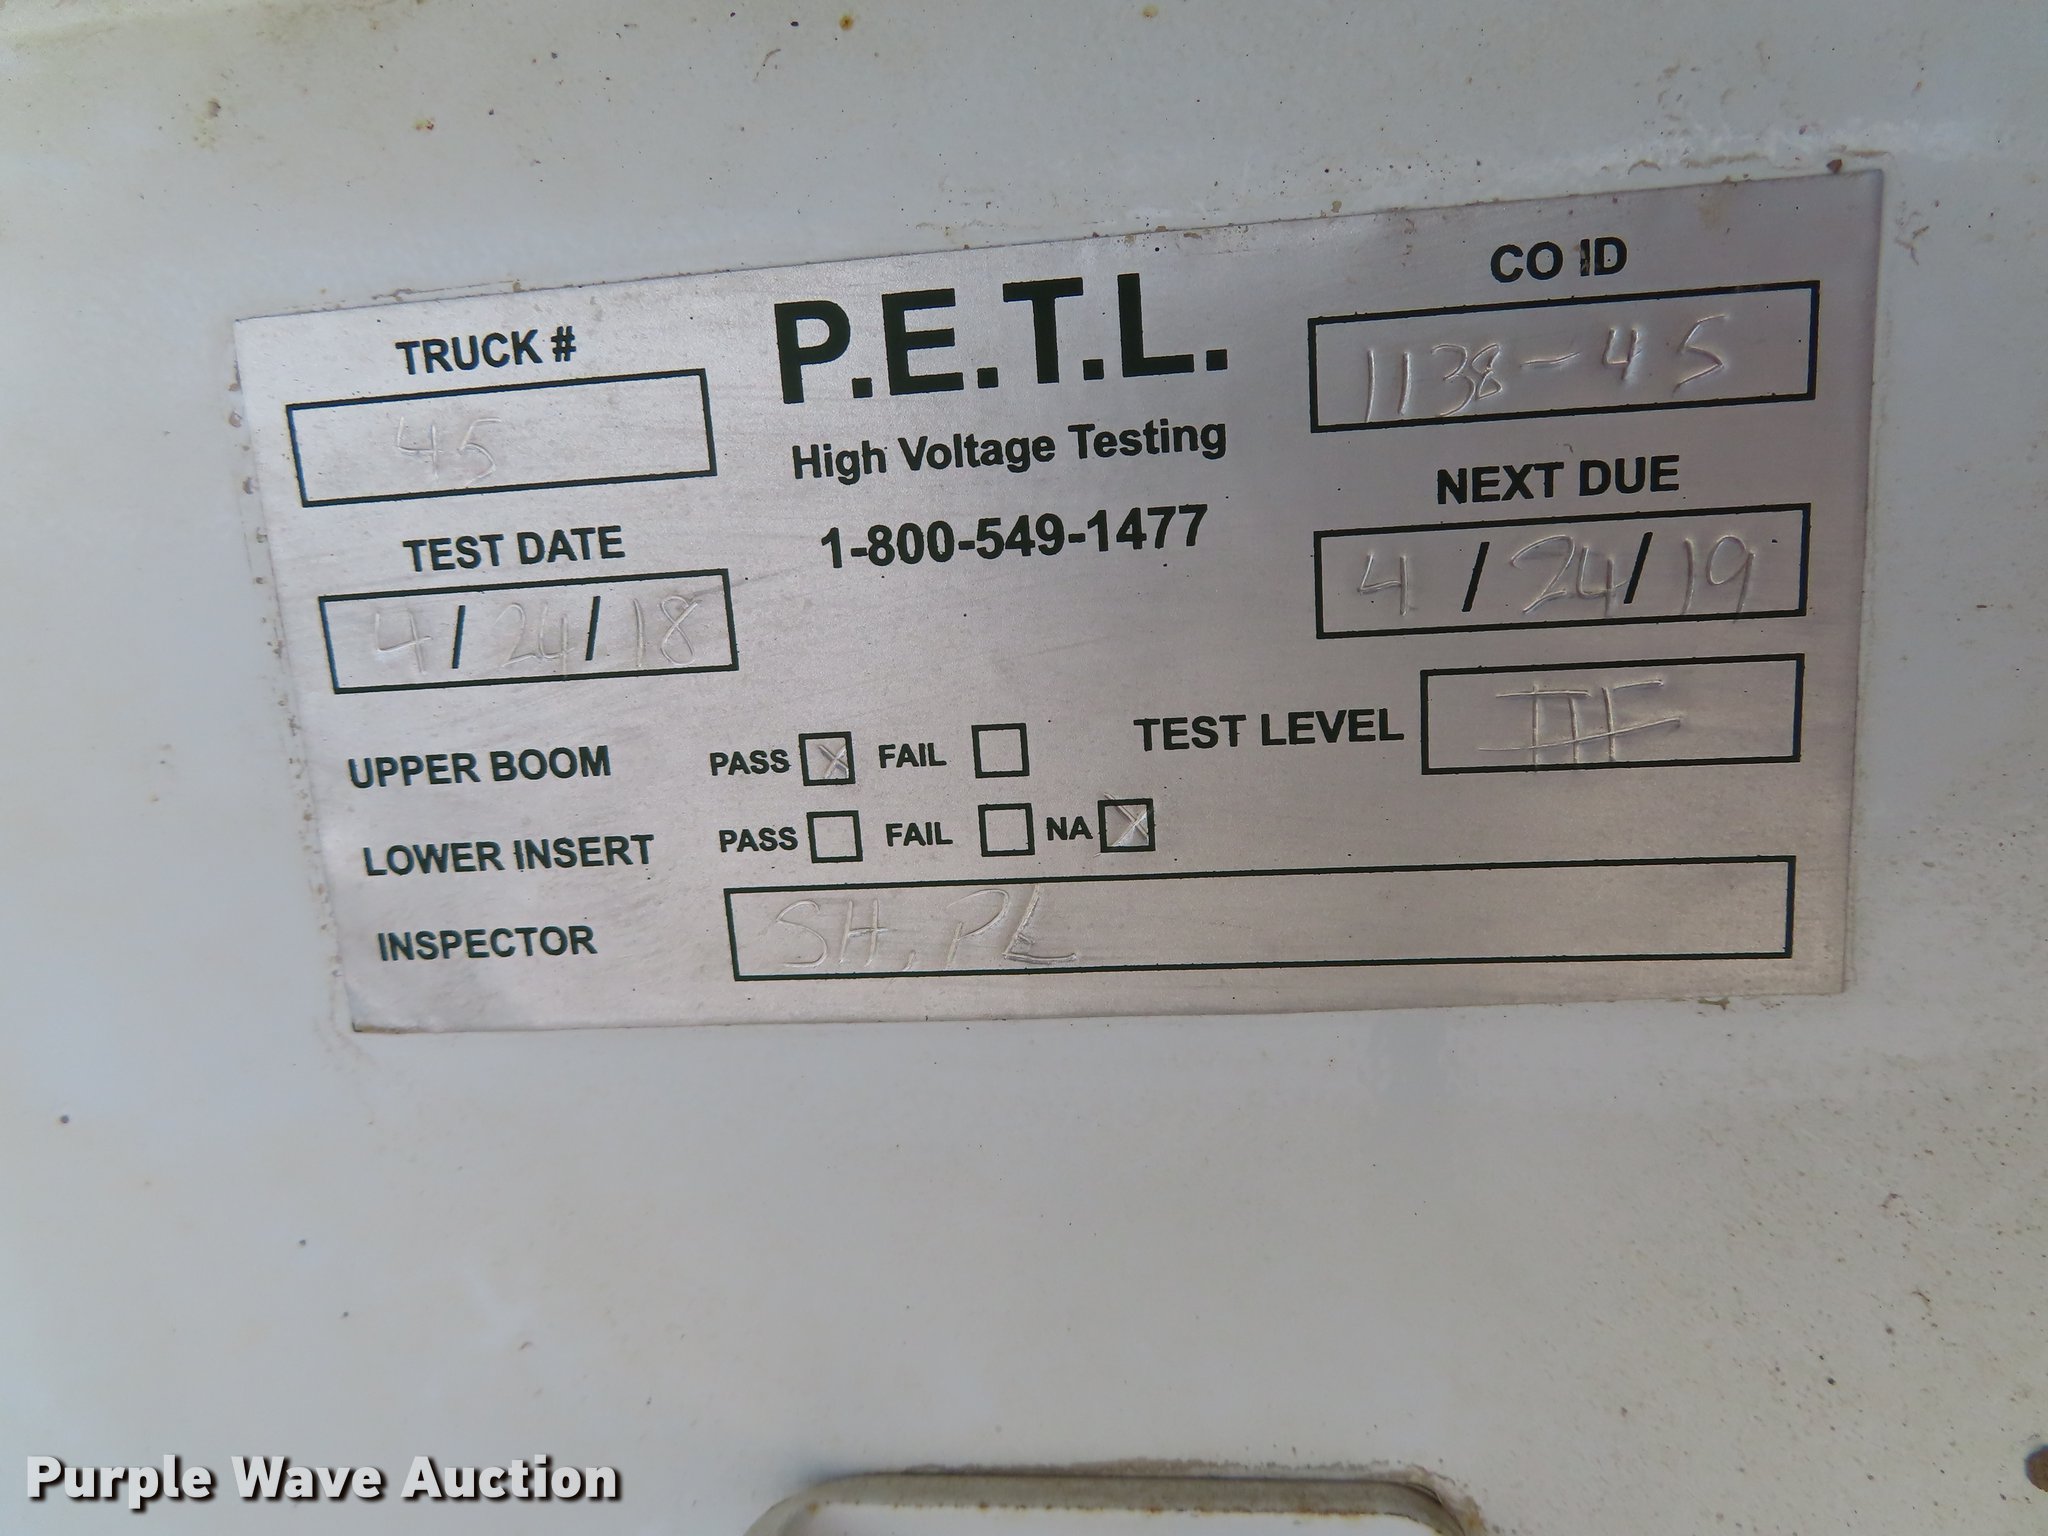 TRUCK #
45
P.E.T.L.
High Voltage Testing
1-800-549-1477
CO ID
1138-45
NEXT DUE
4/24/19
TEST DATE
4/24/18
TEST LEVEL
UPPER BOOM PASS X FAIL
LOWER INSERT PASS FAIL NA X
INSPECTOR SH, PL
Purple Wave Auction